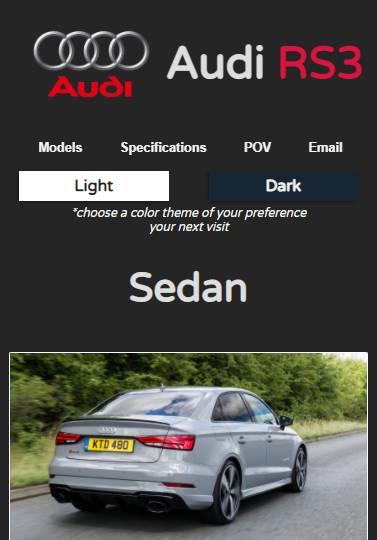 Audi
Audi RS3
Models Specifications POV Email
Light Dark
*choose a color theme of your preference
your next visit
Sedan
KTD 480